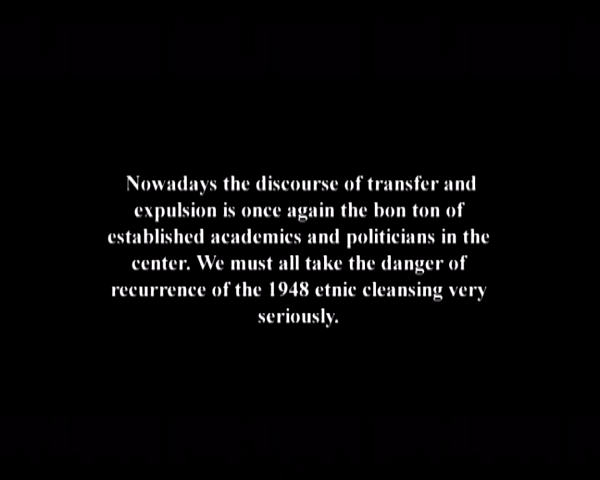 Nowadays the discourse of transfer and
expulsion is once again the bon ton of
established academics and politicians in the
center. We must all take the danger of
recurrence of the 1948 etnic cleansing very
seriously.